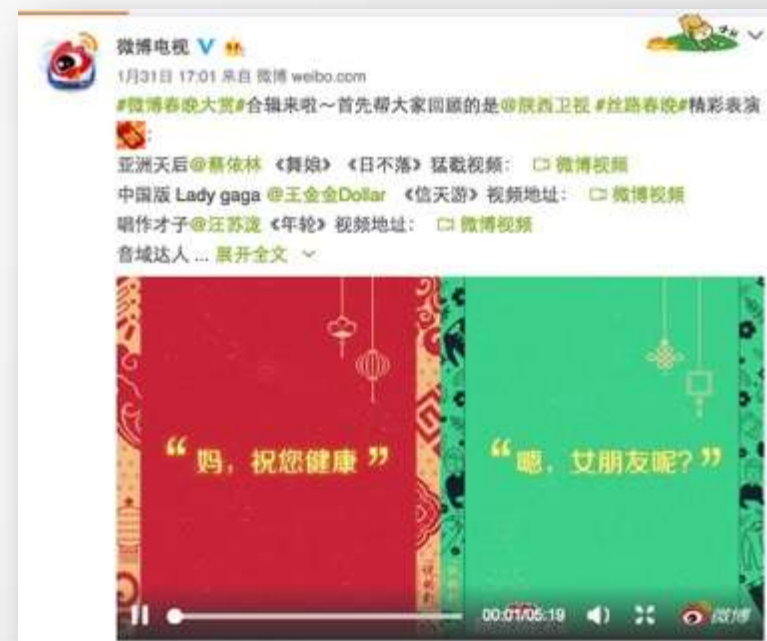 微博电视
1月31日 17:01 来自 微博 weibo.com
#微博春晚大赏#合辑来啦～首先帮大家回顾的是@陕西卫视 #丝路春晚#精彩表演
:
亚洲天后@蔡依林 《舞娘》《日不落》猛戳视频： 微博视频
中国版 Lady gaga @王金金Dollar 《信天游》视频地址： 微博视频
唱作才子@汪苏泷《年轮》视频地址： 微博视频
音域达人 ... 展开全文
“妈，祝您健康”
“嗯，女朋友呢？”
00:01/05:19
微博